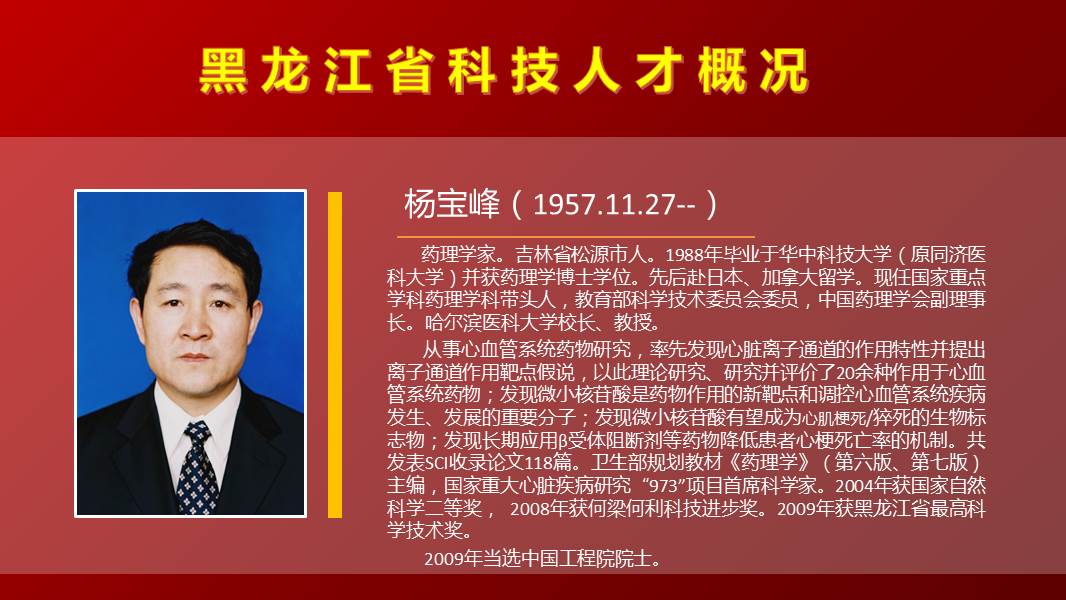 黑龙江省科技人才概况
杨宝峰（1957.11.27--）
药理学家。吉林省松源市人。1988年毕业于华中科技大学（原同济医
科大学）并获药理学博士学位。先后赴日本、加拿大留学。现任国家重点
学科药理学科带头人，教育部科学技术委员会委员，中国药理学会副理事
长。哈尔滨医科大学校长、教授。
从事心血管系统药物研究，率先发现心脏离子通道的作用特性并提出
离子通道作用靶点假说，以此理论研究、研究并评价了20余种作用于心血
管系统药物；发现微小核苷酸是药物作用的新靶点和调控心血管系统疾病
发生、发展的重要分子；发现微小核苷酸有望成为心肌梗死/猝死的生物标
志物；发现长期应用β受体阻断剂等药物降低患者心梗死亡率的机制。共
发表SCI收录论文118篇。卫生部规划教材《药理学》（第六版、第七版）
主编，国家重大心脏疾病研究“973”项目首席科学家。2004年获国家自然
科学二等奖， 2008年获何梁何利科技进步奖。2009年获黑龙江省最高科
学技术奖。
2009年当选中国工程院院士。